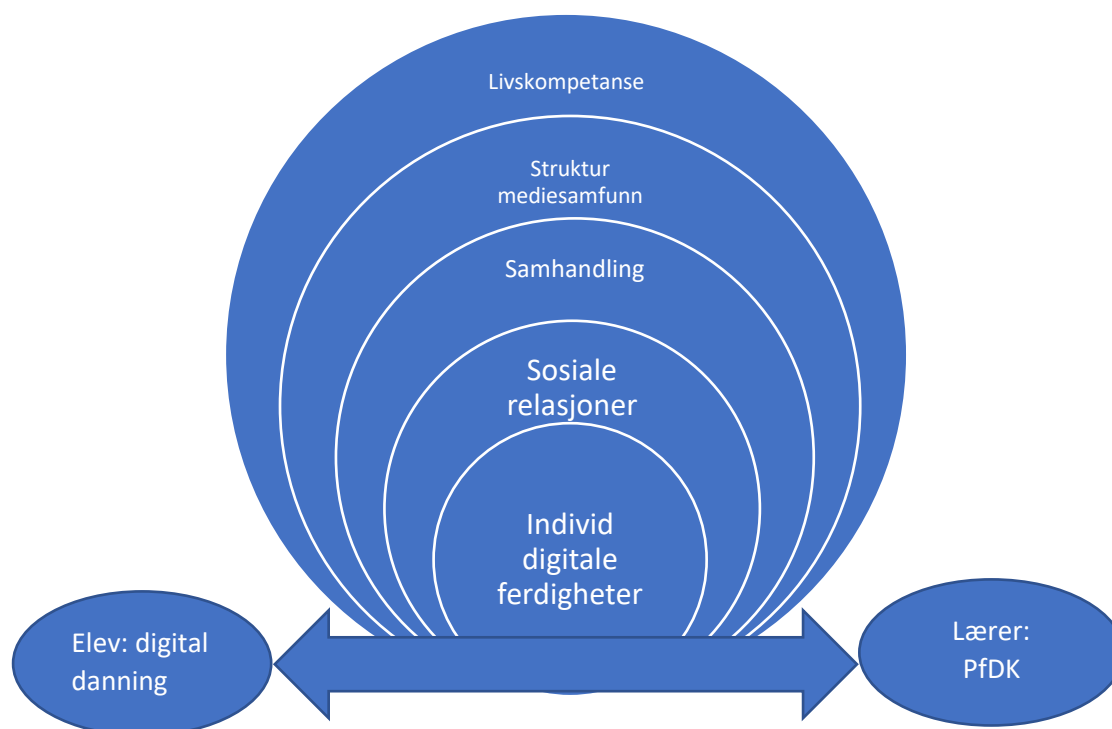 Livskompetanse
Struktur
mediesamfunn
Samhandling
Sosiale
relasjoner
Individ
digitale
ferdigheter
Elev: digital
danning
Lærer:
PfDK